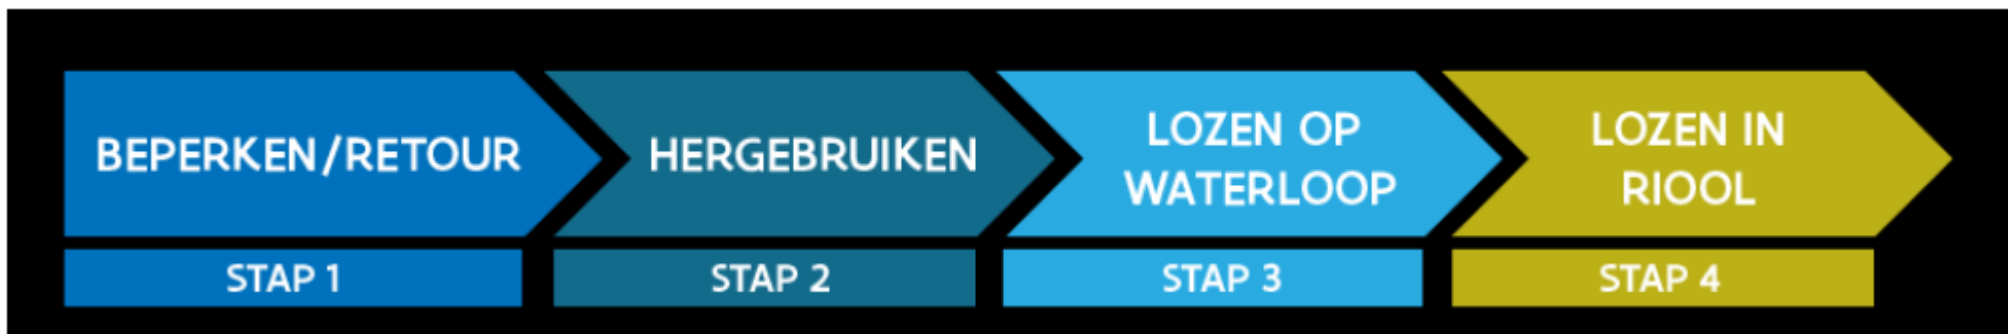 BEPERKEN/RETOUR
HERGEBRUIKEN
LOZEN OP
WATERLOOP
LOZEN IN
RIOOL
STAP 1
STAP 2
STAP 3
STAP 4